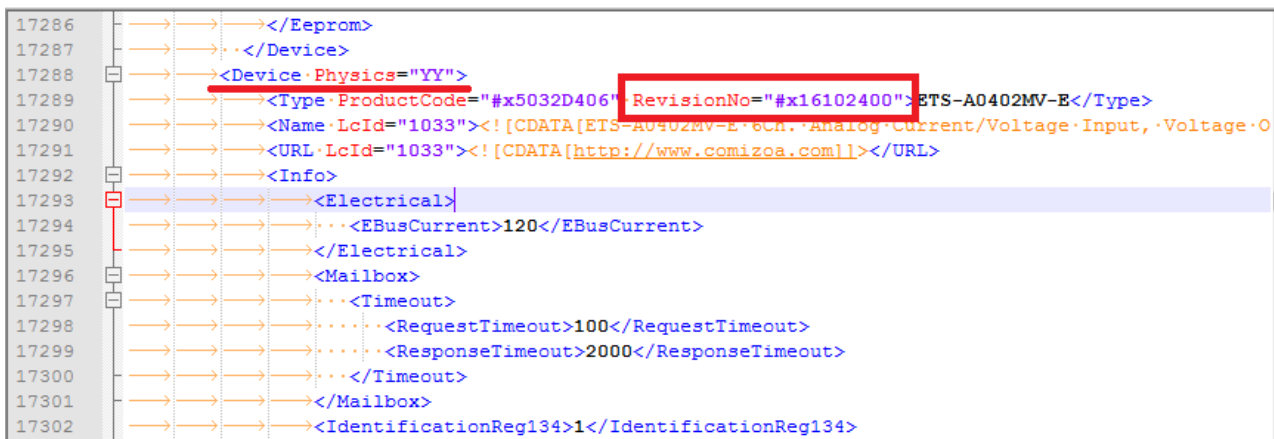 17286 </Eeprom>
17287 </Device>
17288 <Device Physics="YY">
17289 <Type ProductCode="#x5032D406" RevisionNo="#x16102400">ETS-A0402MV-E</Type>
17290 <Name LcId="1033"><![CDATA[ETS-A0402MV-E 6Ch. Analog Current/Voltage Input, Voltage O
17291 <URL LcId="1033"><![CDATA[http://www.comizoa.com]]></URL>
17292 <Info>
17293 <Electrical>
17294 <EBusCurrent>120</EBusCurrent>
17295 </Electrical>
17296 <Mailbox>
17297 <Timeout>
17298 <RequestTimeout>100</RequestTimeout>
17299 <ResponseTimeout>2000</ResponseTimeout>
17300 </Timeout>
17301 </Mailbox>
17302 <IdentificationReg134>1</IdentificationReg134>